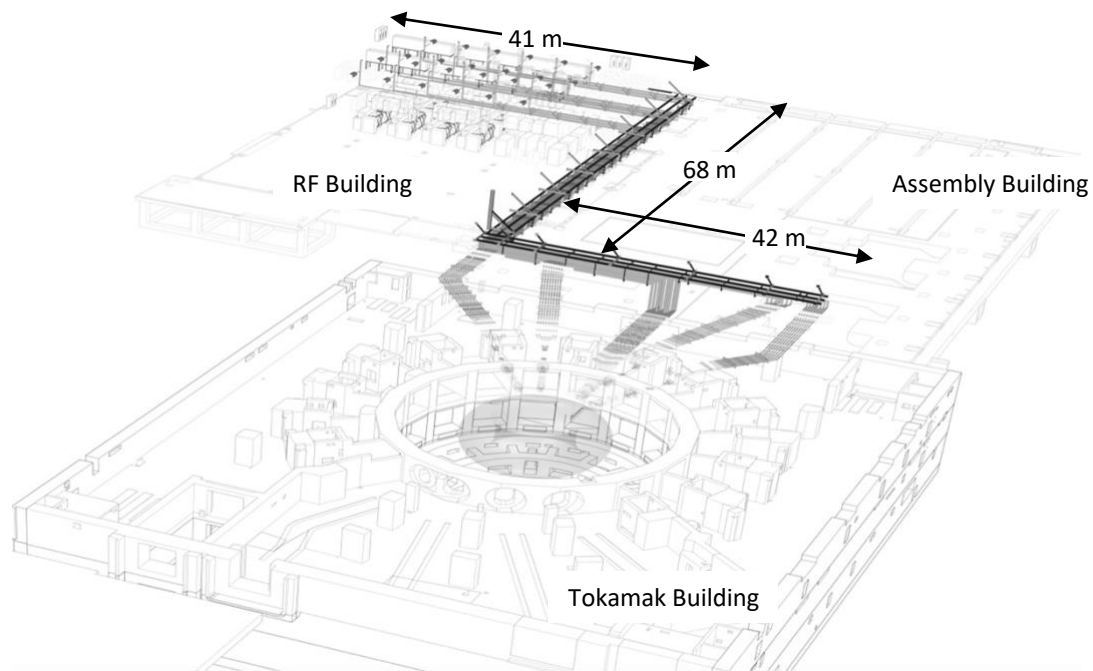 41 m
68 m
RF Building
Assembly Building
42 m
Tokamak Building